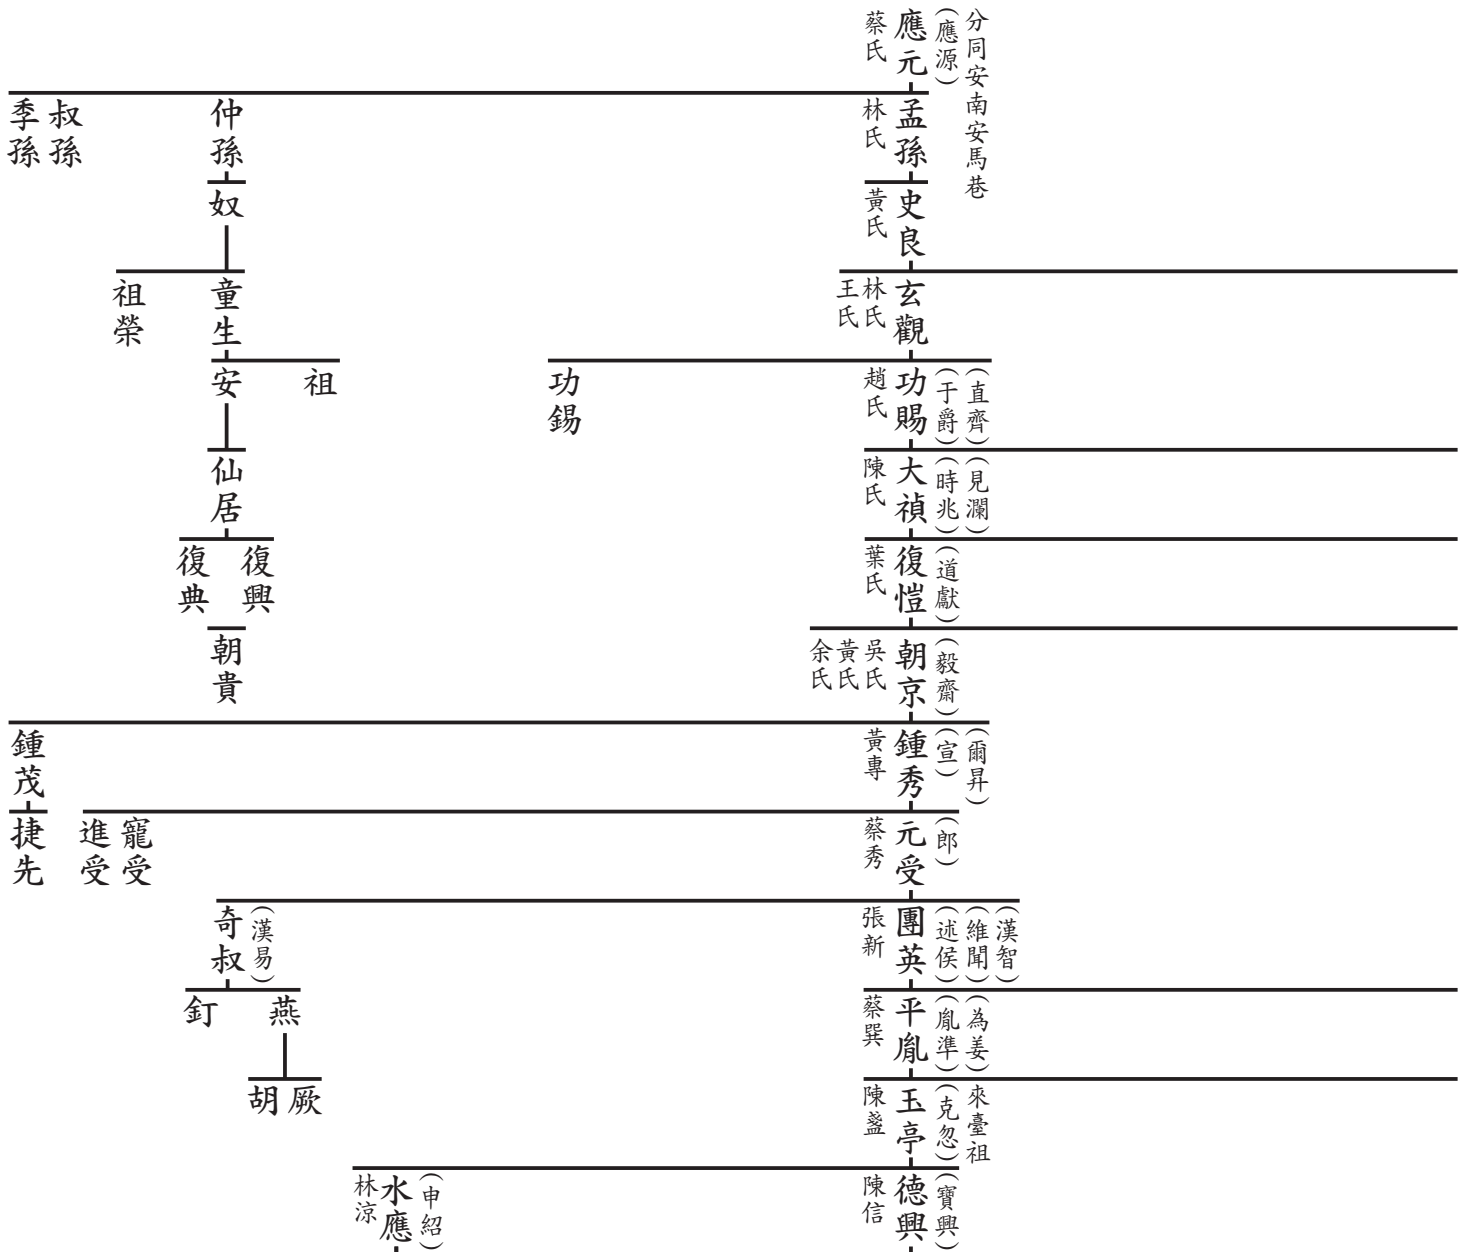 分同安南安馬巷
(應源)
應元
蔡氏
孟孫
林氏
仲孫
叔孫
季孫
史良
黃氏
奴
玄觀
林氏
王氏
童生
祖榮
(直齊)
(于爵)
功賜
趙氏
功錫
祖
安
(見瀾)
(時兆)
大禎
陳氏
仙居
(道獻)
復愷
葉氏
復興
復典
(毅齋)
朝京
吳氏
黃氏
余氏
朝貴
(爾昇)
(宣)
鍾秀
黃專
鍾茂
(郎)
元受
蔡秀
寵受
進受
捷先
(漢智)
(維聞)
(述侯)
團英
張新
(漢易)
奇叔
(為姜)
(胤準)
平胤
蔡巽
燕
釘
來臺祖
(克忽)
玉亭
陳盞
厥
胡
(寶興)
德興
陳信
(申紹)
水應
林涼